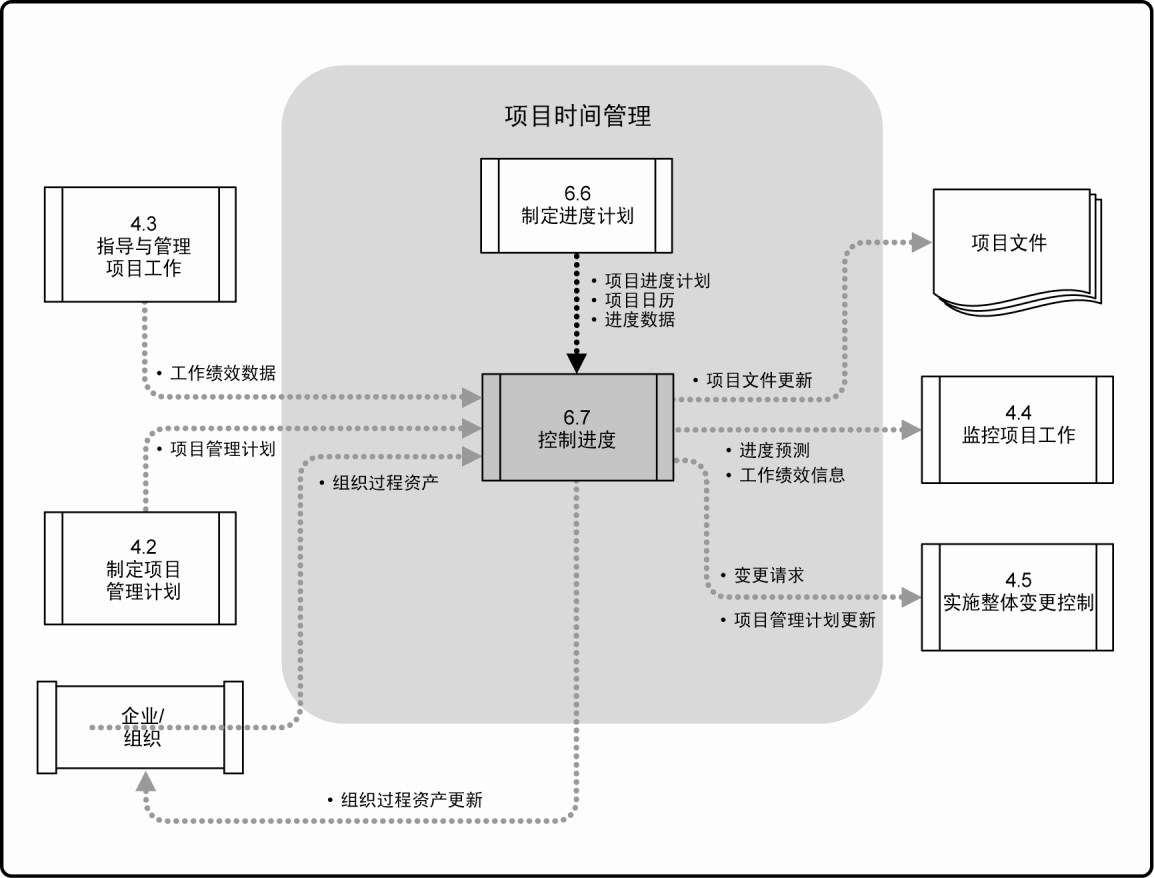 项目时间管理
6.6
制定进度计划
4.3
指导与管理
项目工作
项目文件
• 项目进度计划
• 项目日历
• 进度数据
• 工作绩效数据
• 项目文件更新
6.7
控制进度
4.4
监控项目工作
• 项目管理计划
• 进度预测
• 工作绩效信息
• 组织过程资产
4.2
制定项目
管理计划
• 变更请求
4.5
实施整体变更控制
• 项目管理计划更新
企业/
组织
• 组织过程资产更新